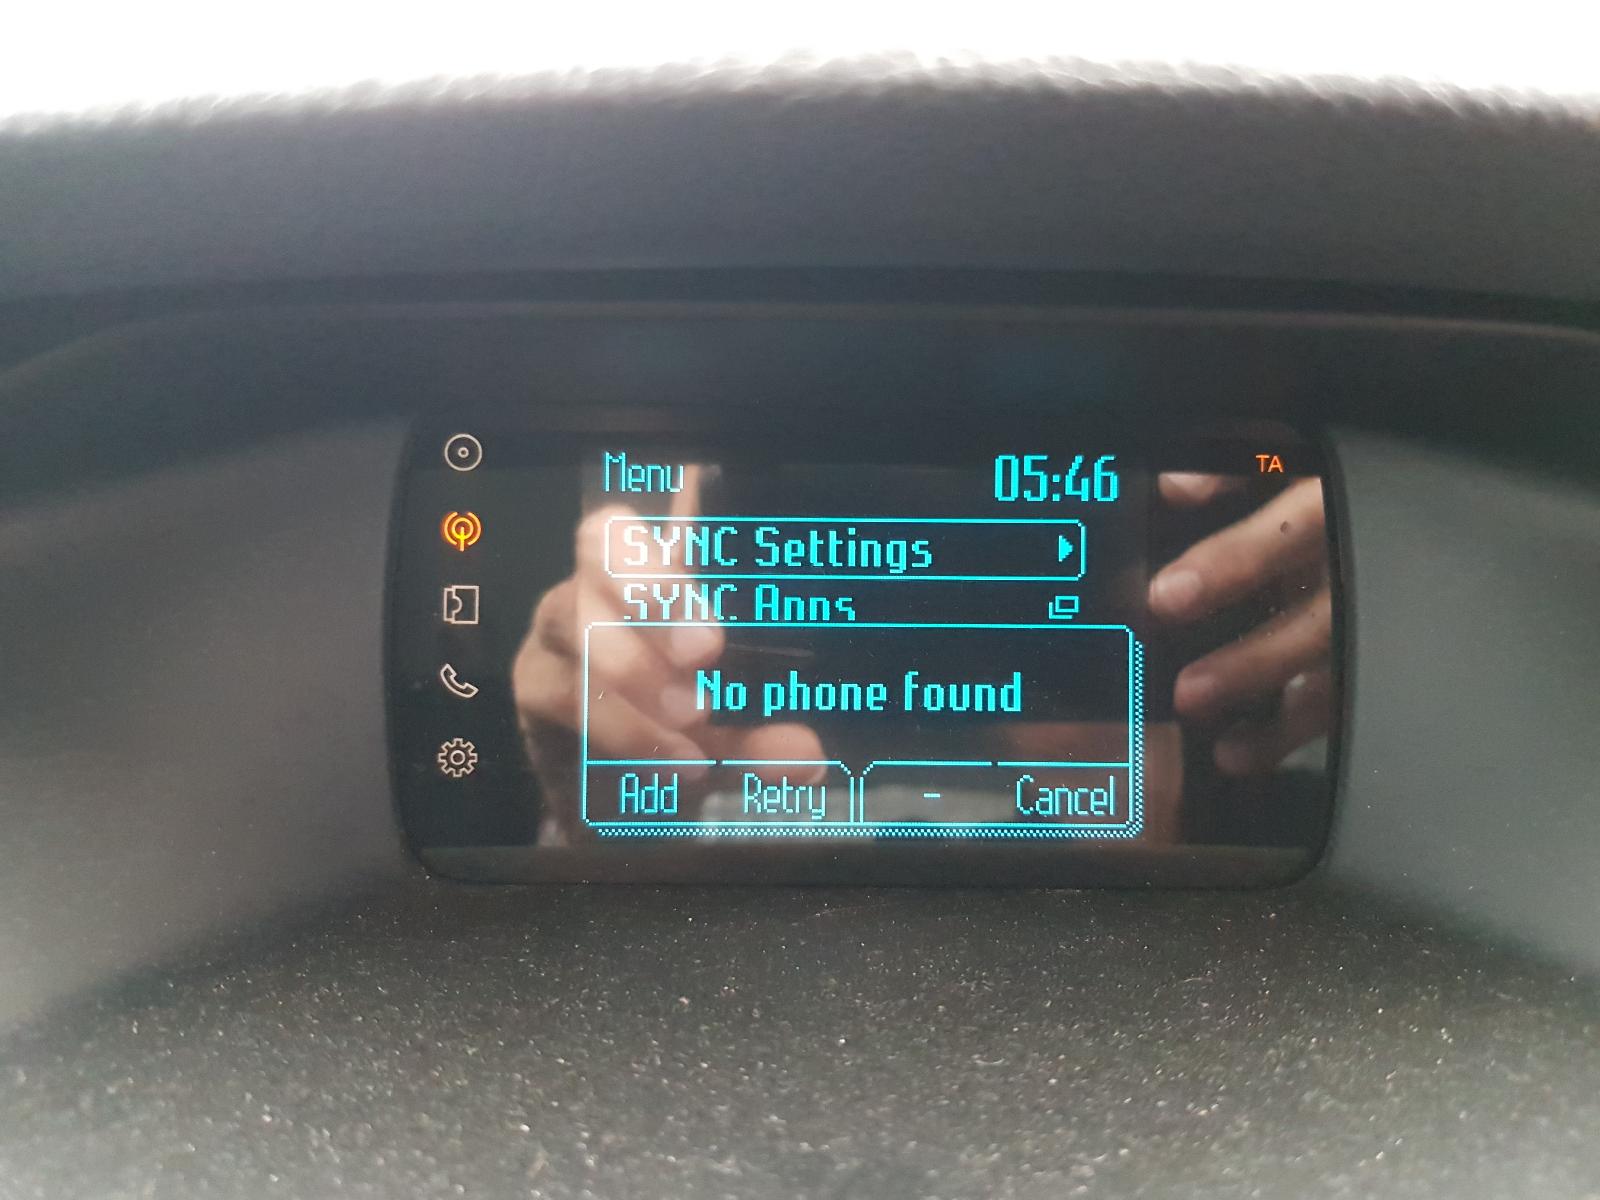 Menu 05:46 TA
SYNC Settings
SYNC Apps
No phone found
Add Retry - Cancel